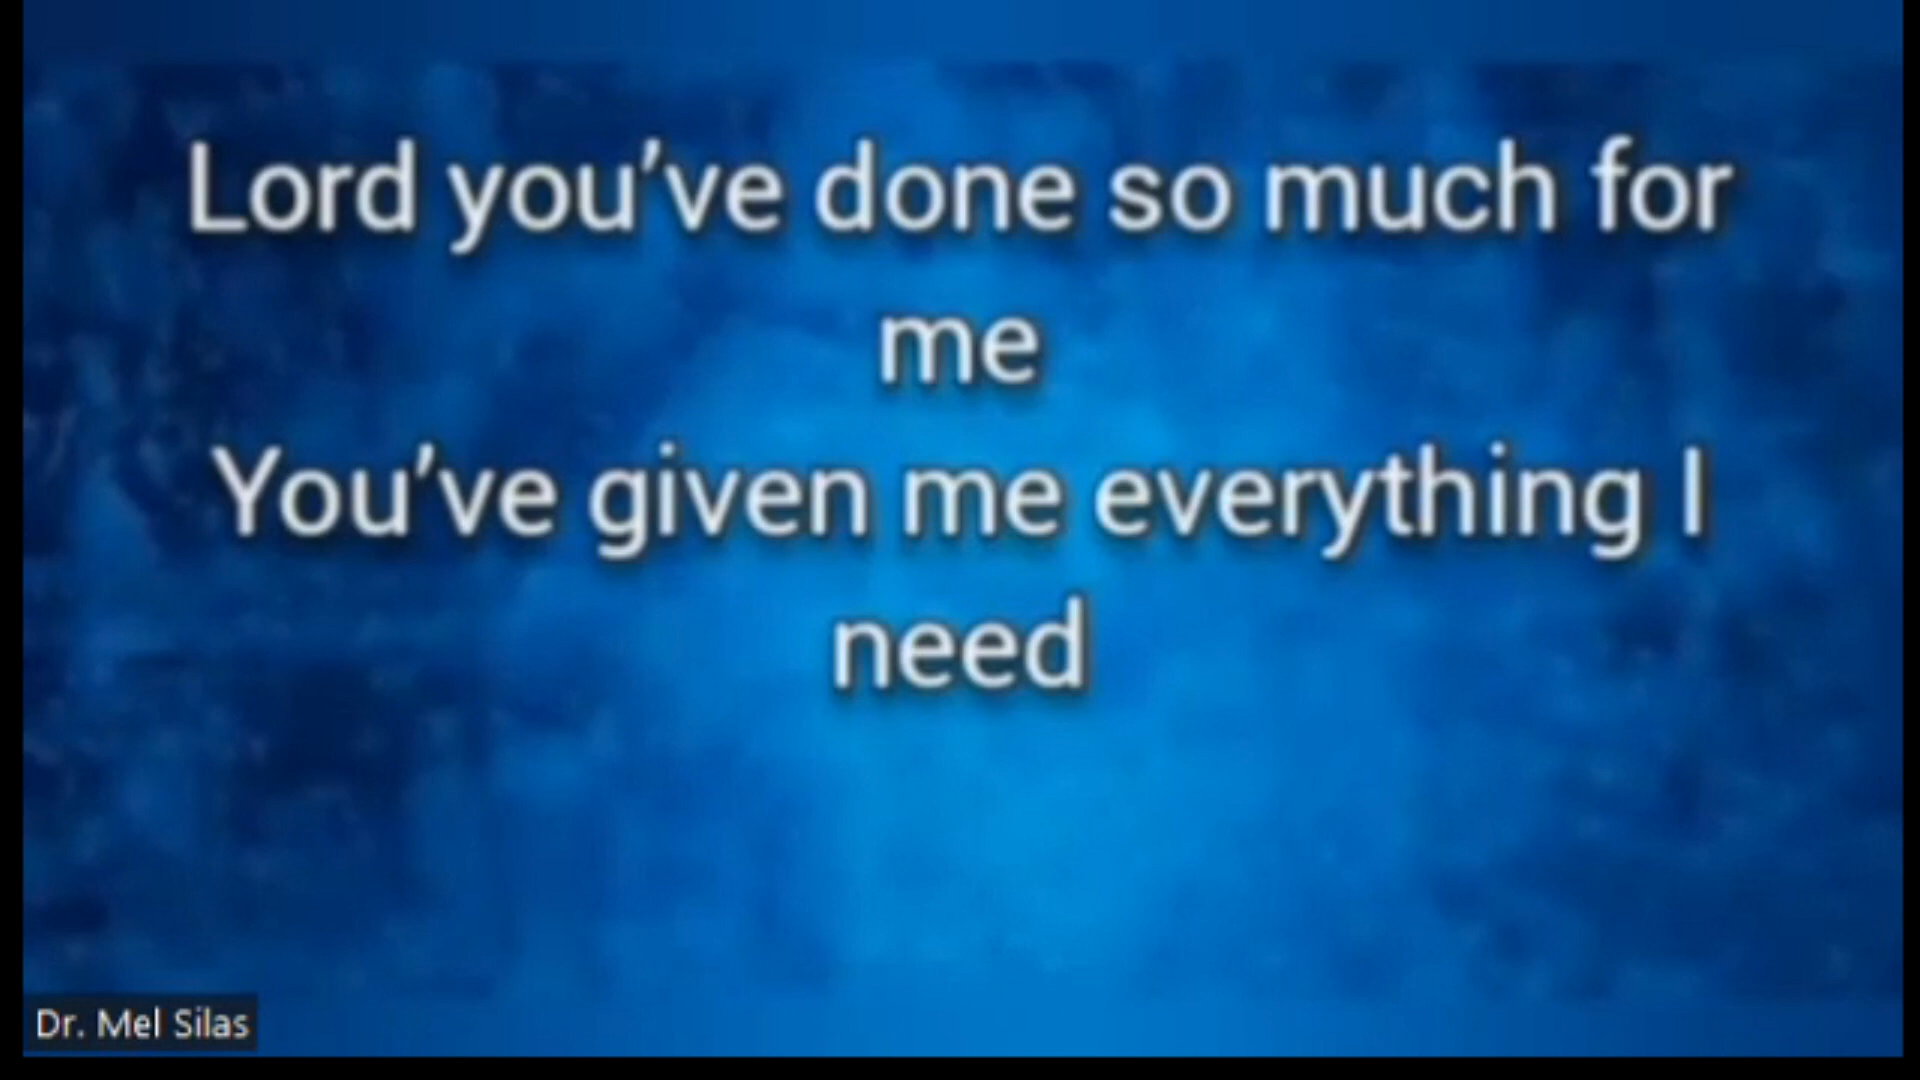 Lord you've done so much for
me
You've given me everything I
need
Dr. Mel Silas